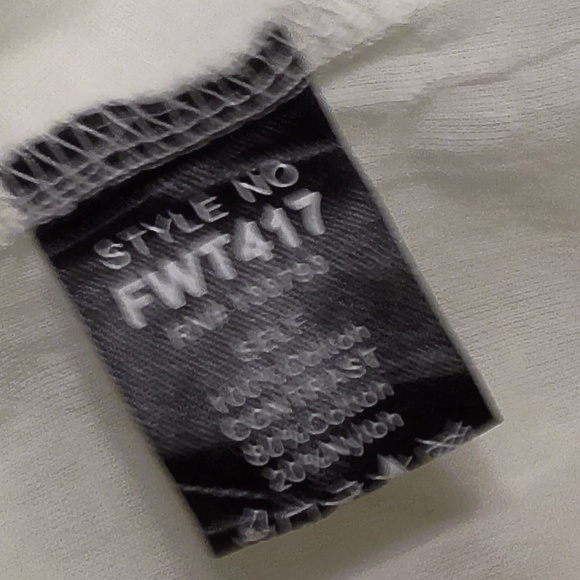 STYLE NO
FWT417
SELF
100% Cotton
CONTRAST
80% Cotton
20% Nylon